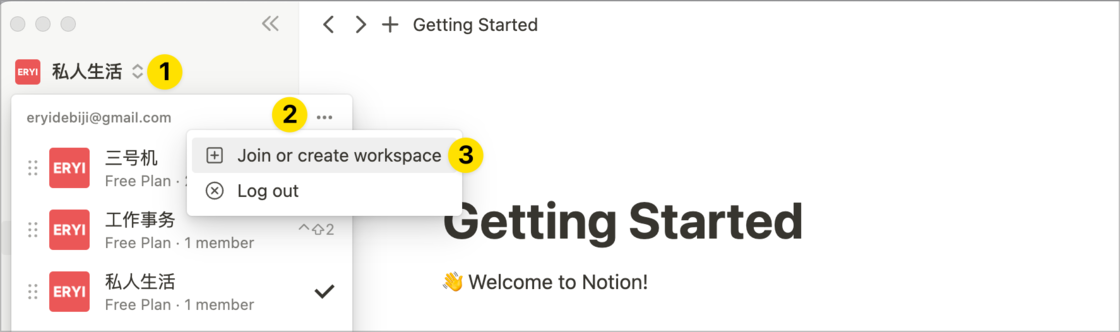 Getting Started
ERYI 私人生活 1
eryidebiji@gmail.com 2 ...
Join or create workspace 3
ERYI 三号机
Free Plan ·
Log out
Getting Started
ERYI 工作事务
Free Plan · 1 member ^⇧2
👋 Welcome to Notion!
ERYI 私人生活
Free Plan · 1 member